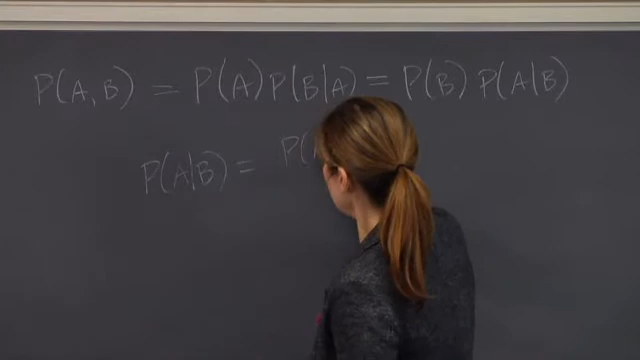 P(A, B) = P(A) P(B|A) = P(B) P(A|B)
P(A|B) = P(